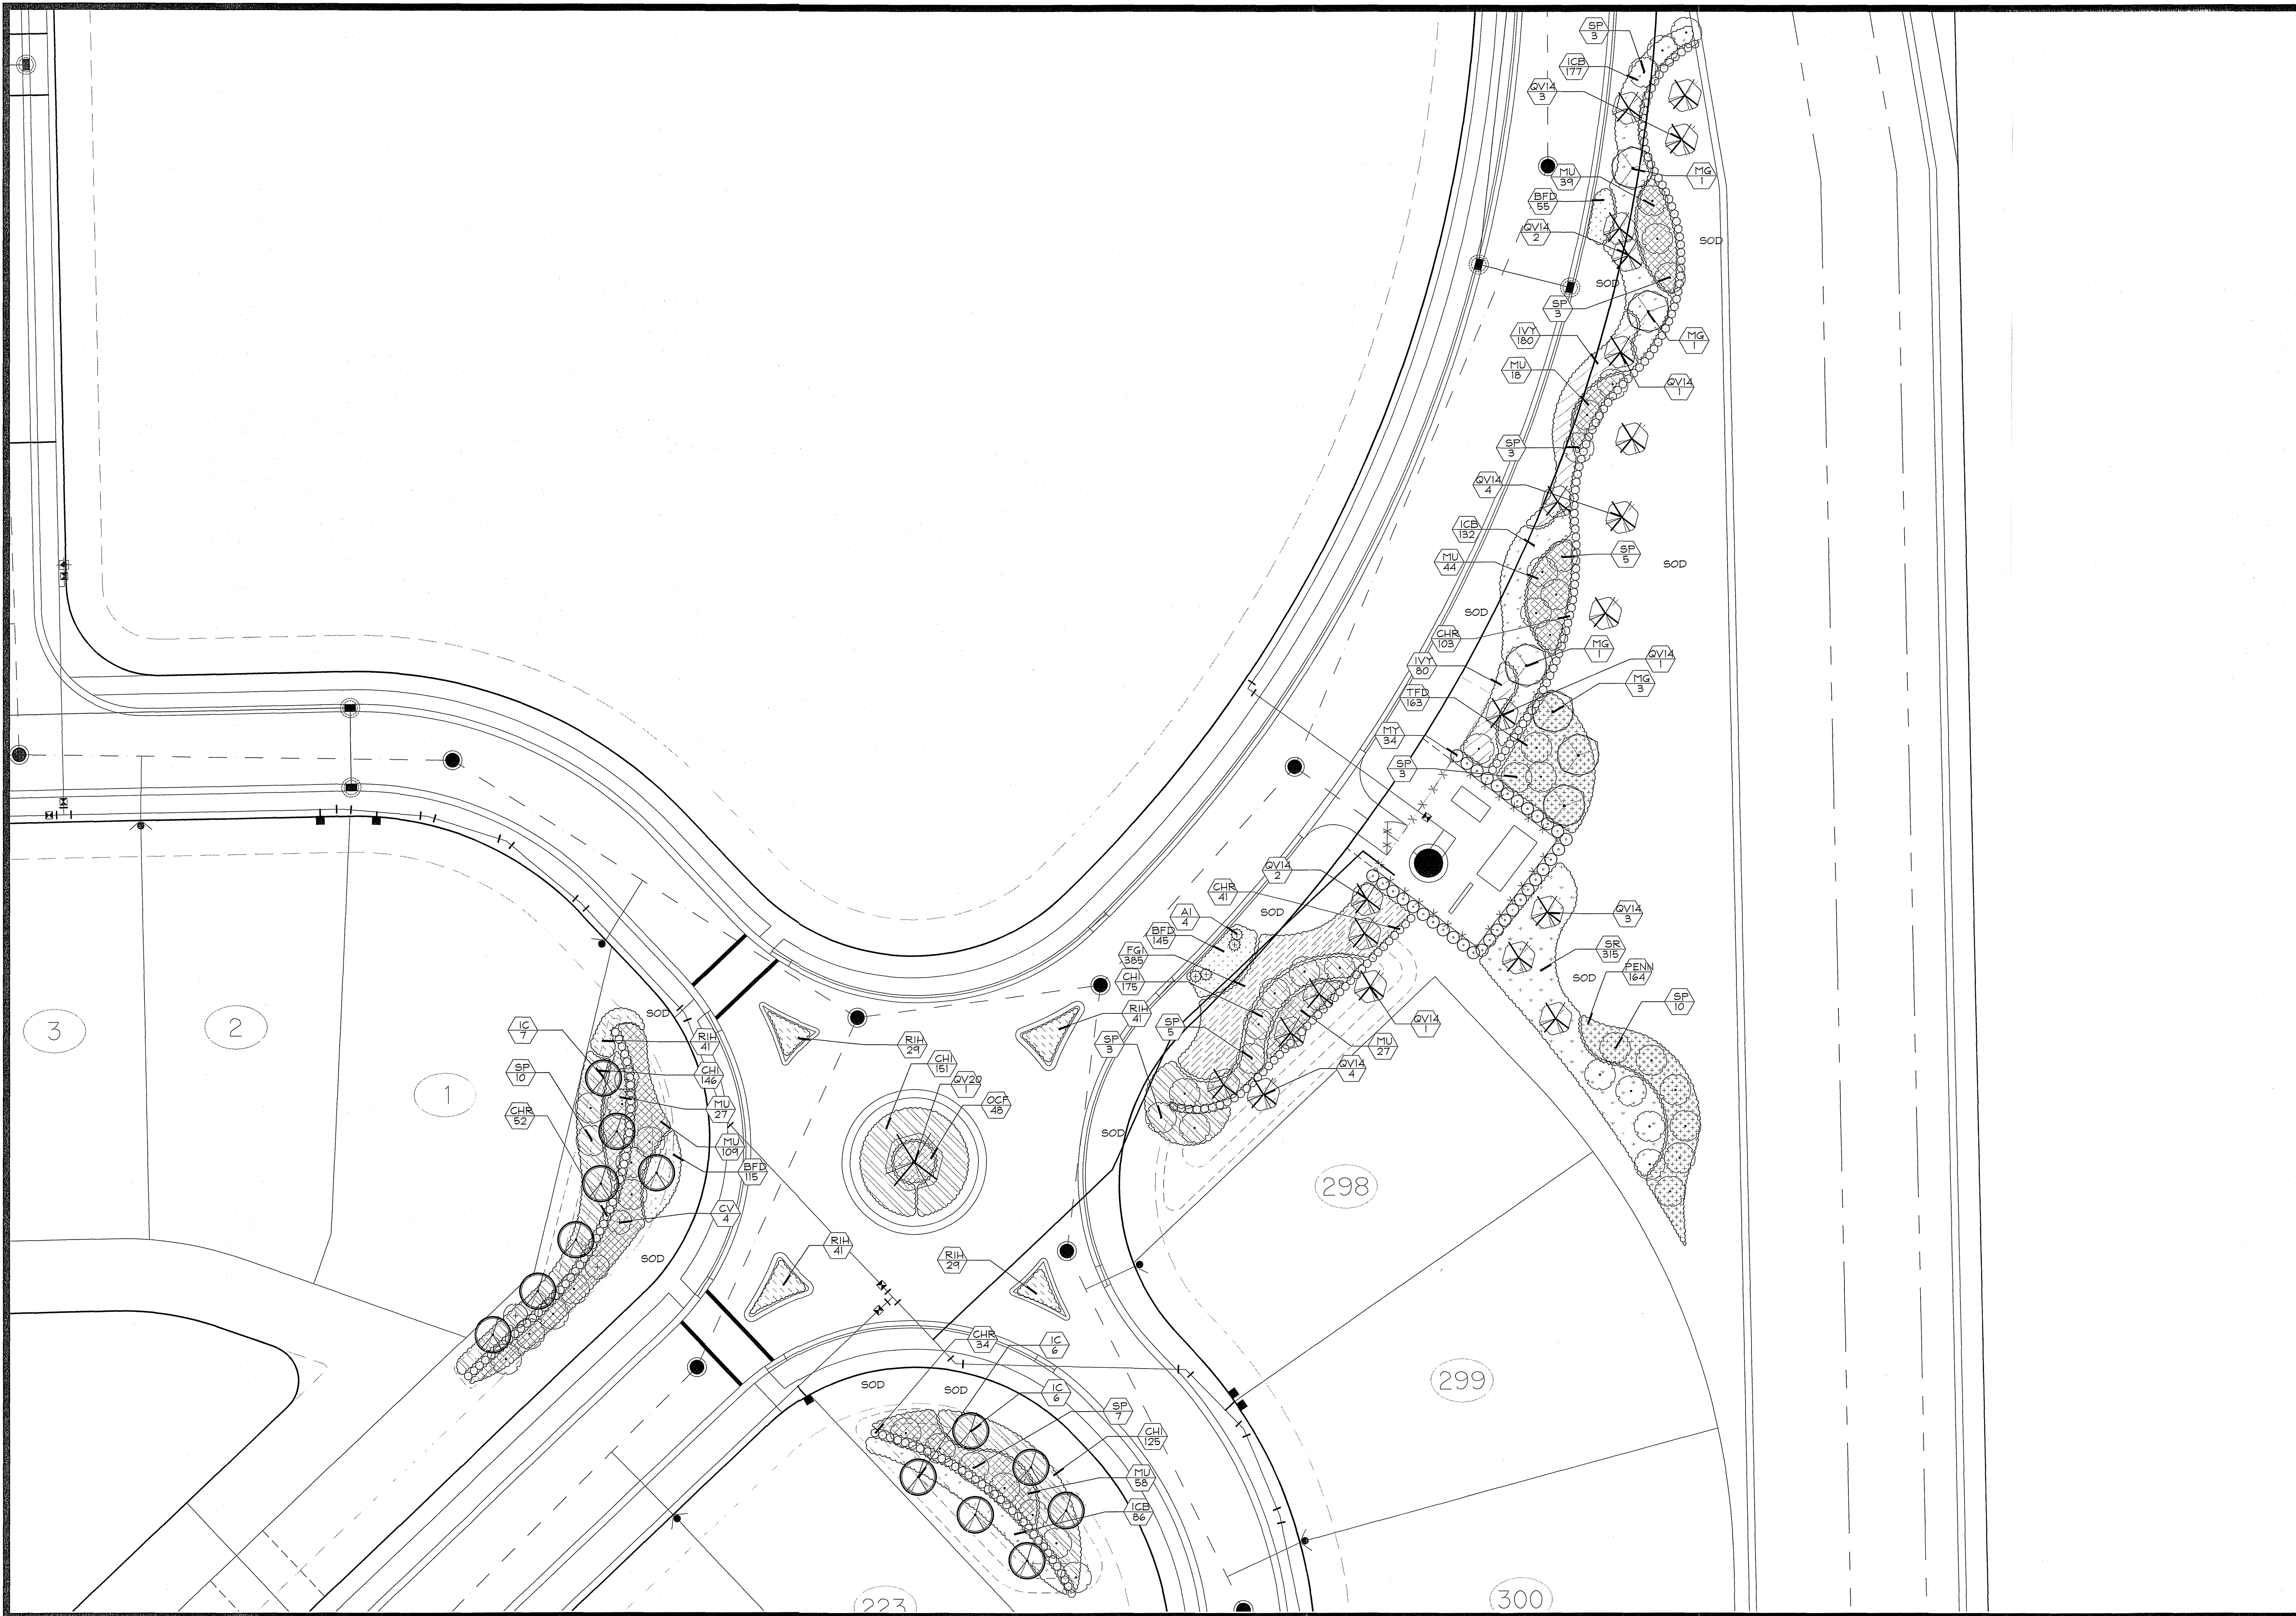 SP
3
ICB
177
QV14
3
MU
39
MG
1
BFD
55
QV14
2
SOD
SOD
SP
3
IVY
180
MG
1
MU
18
QV14
1
SP
3
QV14
4
ICB
132
SP
5
MU
44
SOD
SOD
CHR
103
MG
1
QV14
1
IVY
80
MG
3
TFD
163
MY
34
SP
3
QV14
2
CHR
41
SOD
AI
4
QV14
3
BFD
145
SR
315
FGI
385
SOD
PENN
164
CHI
175
SP
10
RIH
41
SP
5
QV14
1
SP
3
MU
27
QV14
4
SOD
3
2
1
IC
7
SOD
RIH
41
SP
10
CHI
146
CHR
52
MU
27
MU
109
BFD
115
CV
4
SOD
RIH
29
CHI
151
QV20
1
OCF
48
RIH
41
RIH
29
298
CHR
34
IC
6
SOD
SOD
IC
6
SP
7
CHI
125
MU
58
ICB
86
299
223
300